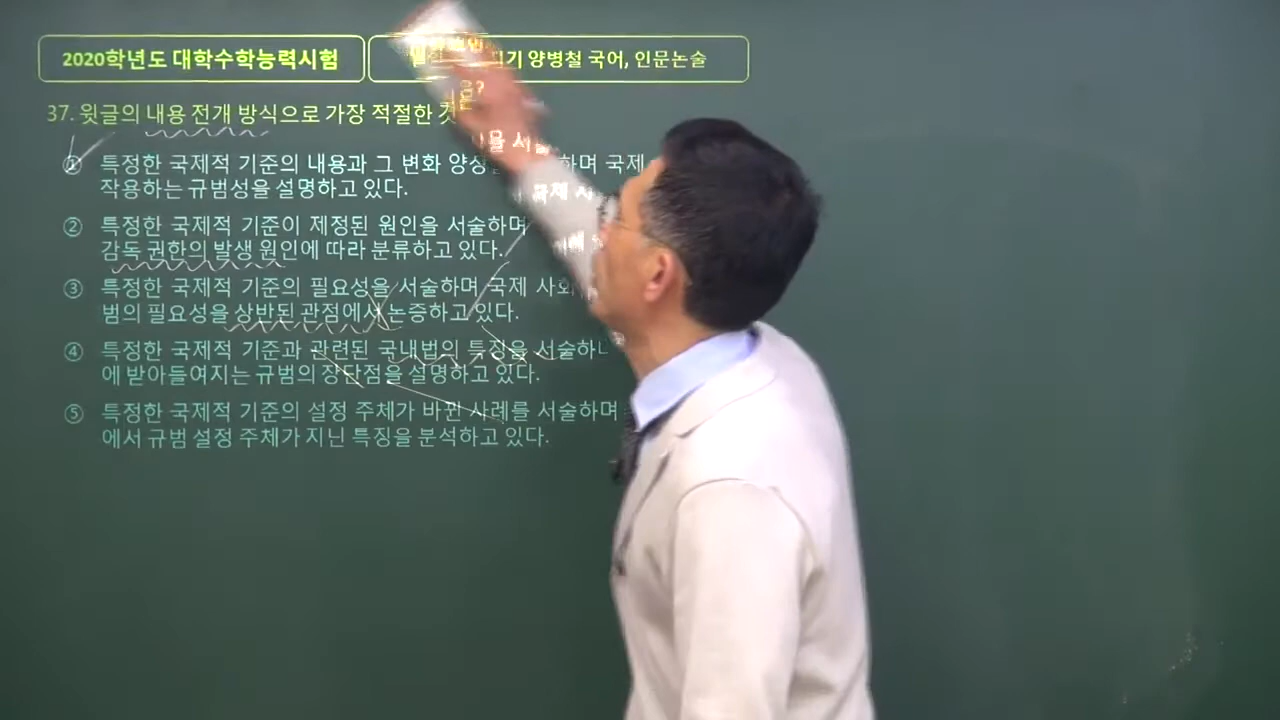 2020학년도 대학수학능력시험
기 양병철 국어, 인문논술
37. 윗글의 내용 전개 방식으로 가장 적절한 것
① 특정한 국제적 기준의 내용과 그 변화 양상 하며 국제
작용하는 규범성을 설명하고 있다.
② 특정한 국제적 기준이 제정된 원인을 서술하며
감독 권한의 발생 원인에 따라 분류하고 있다.
③ 특정한 국제적 기준의 필요성을 서술하며 국제 사회
범의 필요성을 상반된 관점에서 논증하고 있다.
④ 특정한 국제적 기준과 관련된 국내법의 특징을 서술하
에 받아들여지는 규범의 장단점을 설명하고 있다.
⑤ 특정한 국제적 기준의 설정 주체가 바뀐 사례를 서술하며
에서 규범 설정 주체가 지닌 특징을 분석하고 있다.